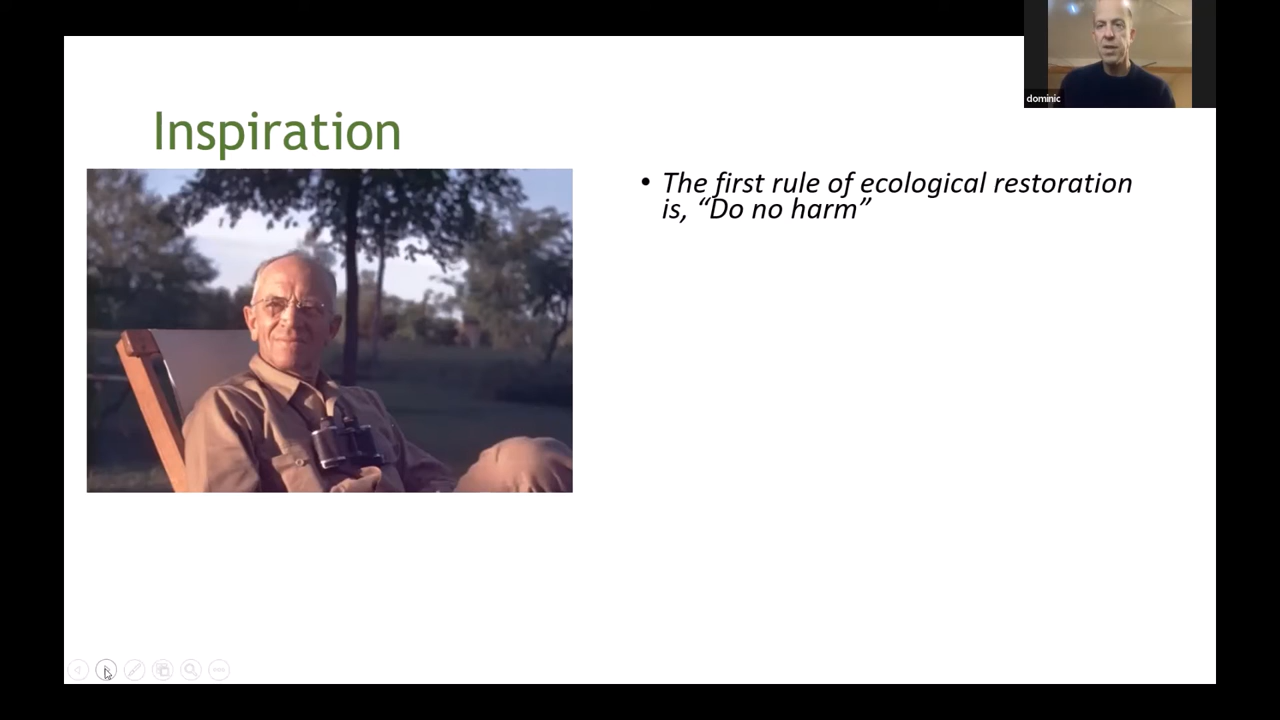 dominic
Inspiration
• The first rule of ecological restoration
is, “Do no harm”